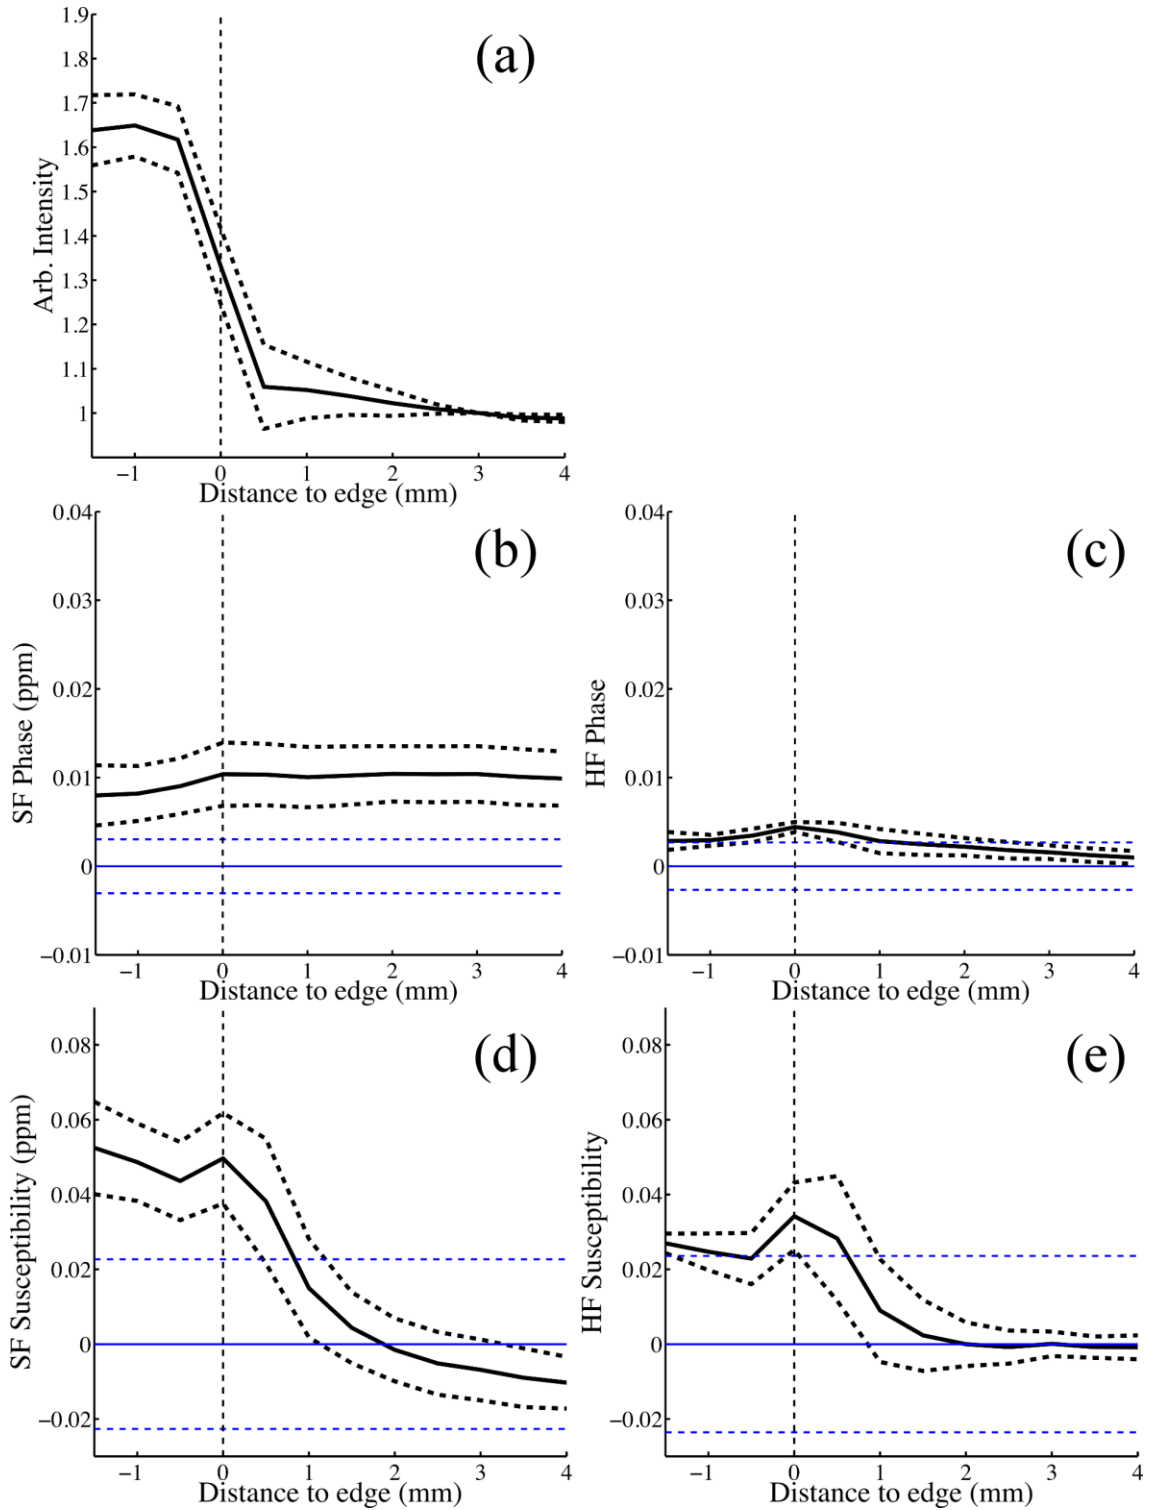 (a)
Arb. Intensity
1.9
1.8
1.7
1.6
1.5
1.4
1.3
1.2
1.1
1
−1 0 1 2 3 4
Distance to edge (mm)
(b)
SF Phase (ppm)
0.04
0.03
0.02
0.01
0
−0.01
−1 0 1 2 3 4
Distance to edge (mm)
(c)
HF Phase
0.04
0.03
0.02
0.01
0
−0.01
−1 0 1 2 3 4
Distance to edge (mm)
(d)
SF Susceptibility (ppm)
0.08
0.06
0.04
0.02
0
−0.02
−1 0 1 2 3 4
Distance to edge (mm)
(e)
HF Susceptibility
0.08
0.06
0.04
0.02
0
−0.02
−1 0 1 2 3 4
Distance to edge (mm)